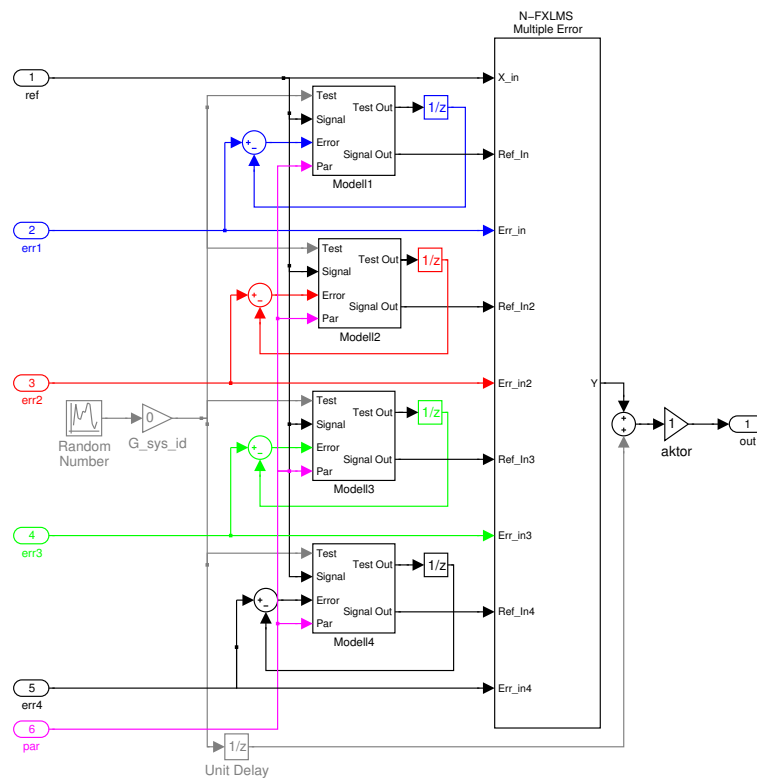 N−FXLMS
Multiple Error
1
ref
X_in
Test
Signal
Error
Par
Test Out
Signal Out
Modell1
1/z
+
−
Ref_In
2
err1
Err_in
Test
Signal
Error
Par
Test Out
Signal Out
Modell2
1/z
+
−
Ref_In2
3
err2
Err_in2
Y
Random
Number
0
G_sys_id
Test
Signal
Error
Par
Test Out
Signal Out
Modell3
1/z
+
−
Ref_In3
+
+
1
aktor
1
out
4
err3
Err_in3
Test
Signal
Error
Par
Test Out
Signal Out
Modell4
1/z
+
−
Ref_In4
5
err4
Err_in4
6
par
1/z
Unit Delay